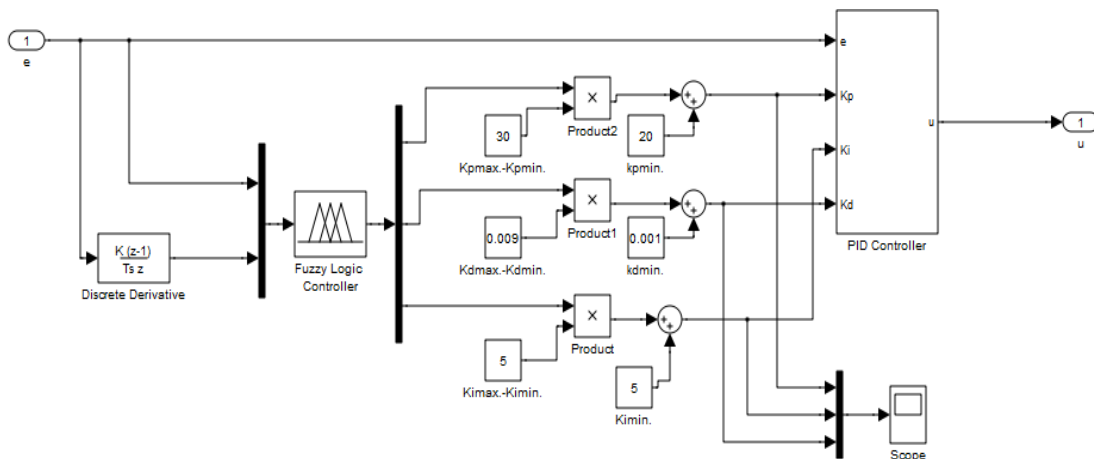 1
e
e
Kp
Ki
Kd
u
PID Controller
1
u
×
Product2
30
Kpmax.-Kpmin.
20
kpmin.
×
Product1
0.009
Kdmax.-Kdmin.
0.001
kdmin.
×
Product
5
Kimax.-Kimin.
5
Kimin.
K (z-1)
Ts z
Discrete Derivative
Fuzzy Logic
Controller
Scope